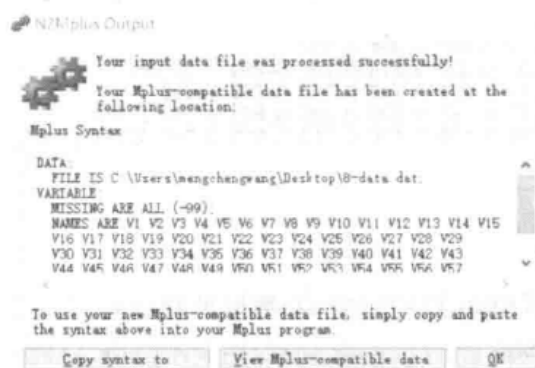 N2Mplus Output
Your input data file was processed successfully!
Your Mplus-compatible data file has been created at the
following location:
Mplus Syntax
DATA:
FILE IS C:\Users\mengchengwang\Desktop\8-data.dat;
VARIABLE:
MISSING ARE ALL (-99);
NAMES ARE V1 V2 V3 V4 V5 V6 V7 V8 V9 V10 V11 V12 V13 V14 V15
V16 V17 V18 V19 V20 V21 V22 V23 V24 V25 V26 V27 V28 V29
V30 V31 V32 V33 V34 V35 V36 V37 V38 V39 V40 V41 V42 V43
V44 V45 V46 V47 V48 V49 V50 V51 V52 V53 V54 V55 V56 V57
To use your new Mplus-compatible data file, simply copy and paste
the syntax above into your Mplus program.
Copy syntax to
View Mplus-compatible data
OK